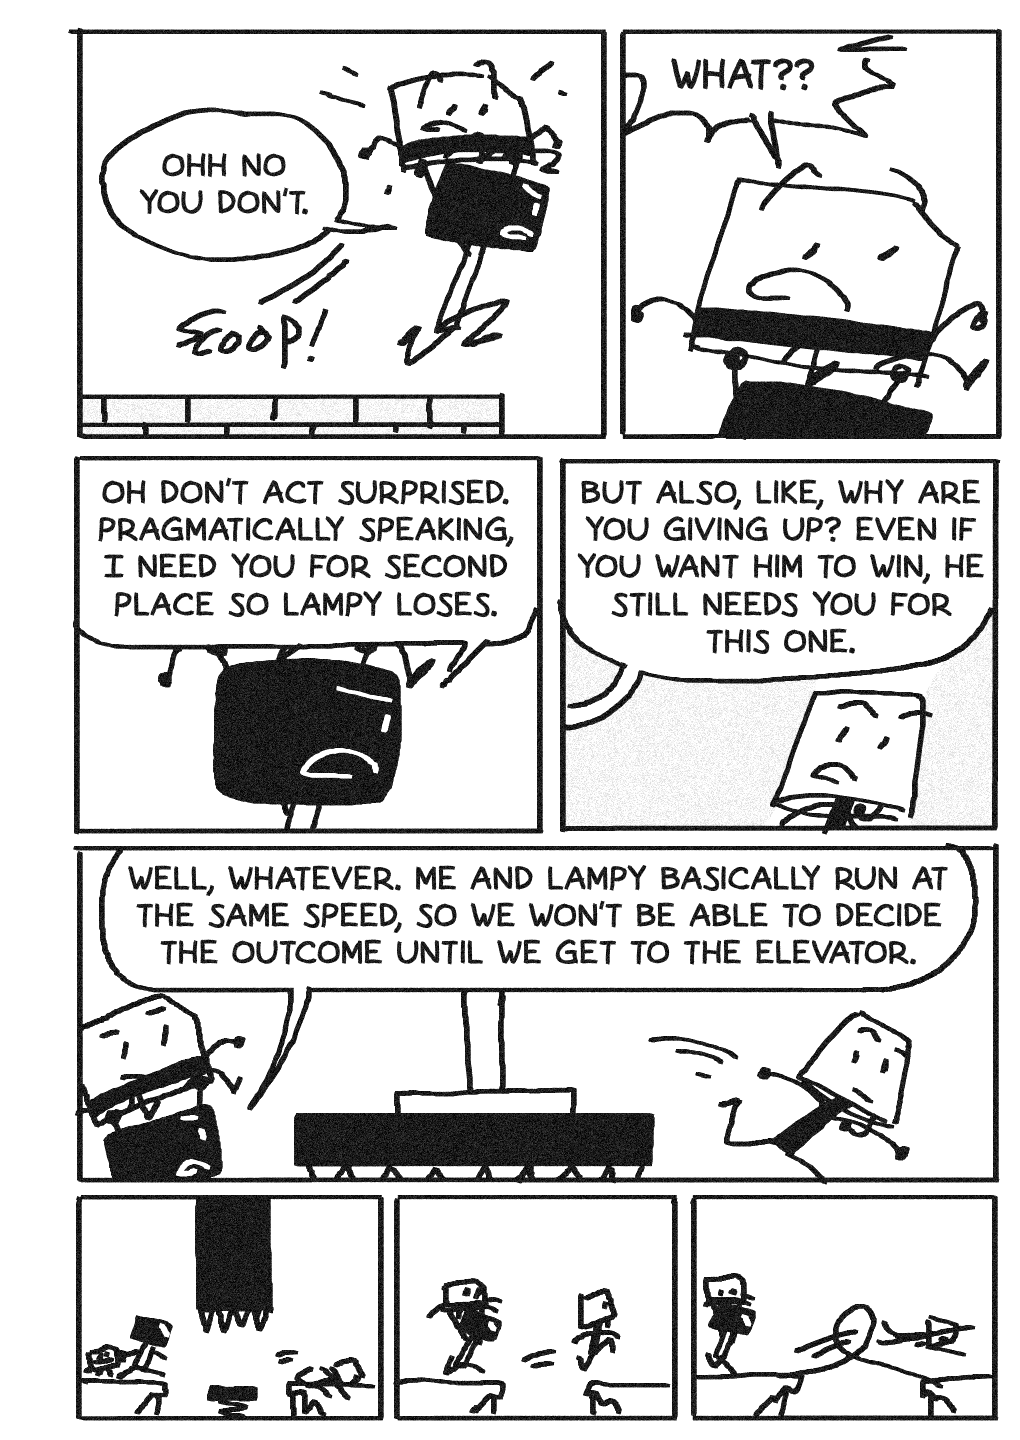 OHH NO
YOU DON'T.
SCOOP!
WHAT??
OH DON'T ACT SURPRISED.
PRAGMATICALLY SPEAKING,
I NEED YOU FOR SECOND
PLACE SO LAMPY LOSES.
BUT ALSO, LIKE, WHY ARE
YOU GIVING UP? EVEN IF
YOU WANT HIM TO WIN, HE
STILL NEEDS YOU FOR
THIS ONE.
WELL, WHATEVER. ME AND LAMPY BASICALLY RUN AT
THE SAME SPEED, SO WE WON'T BE ABLE TO DECIDE
THE OUTCOME UNTIL WE GET TO THE ELEVATOR.